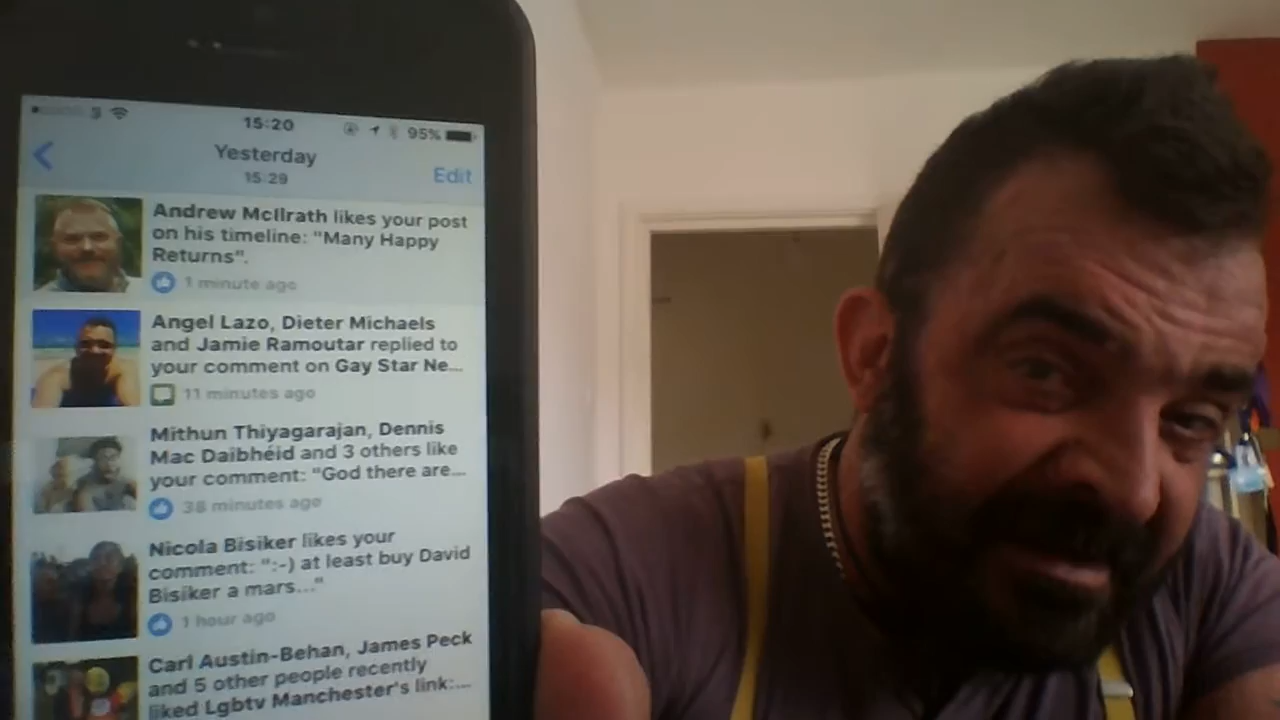 15:20
95%
Yesterday
15:29
Edit
Andrew McIlrath likes your post
on his timeline: "Many Happy
Returns".
1 minute ago
Angel Lazo, Dieter Michaels
and Jamie Ramoutar replied to
your comment on Gay Star Ne...
11 minutes ago
Mithun Thiyagarajan, Dennis
Mac Daibhéid and 3 others like
your comment: "God there are...
38 minutes ago
Nicola Bisiker likes your
comment: ":-) at least buy David
Bisiker a mars..."
1 hour ago
Carl Austin-Behan, James Peck
and 5 other people recently
liked Lgbtv Manchester's link:...